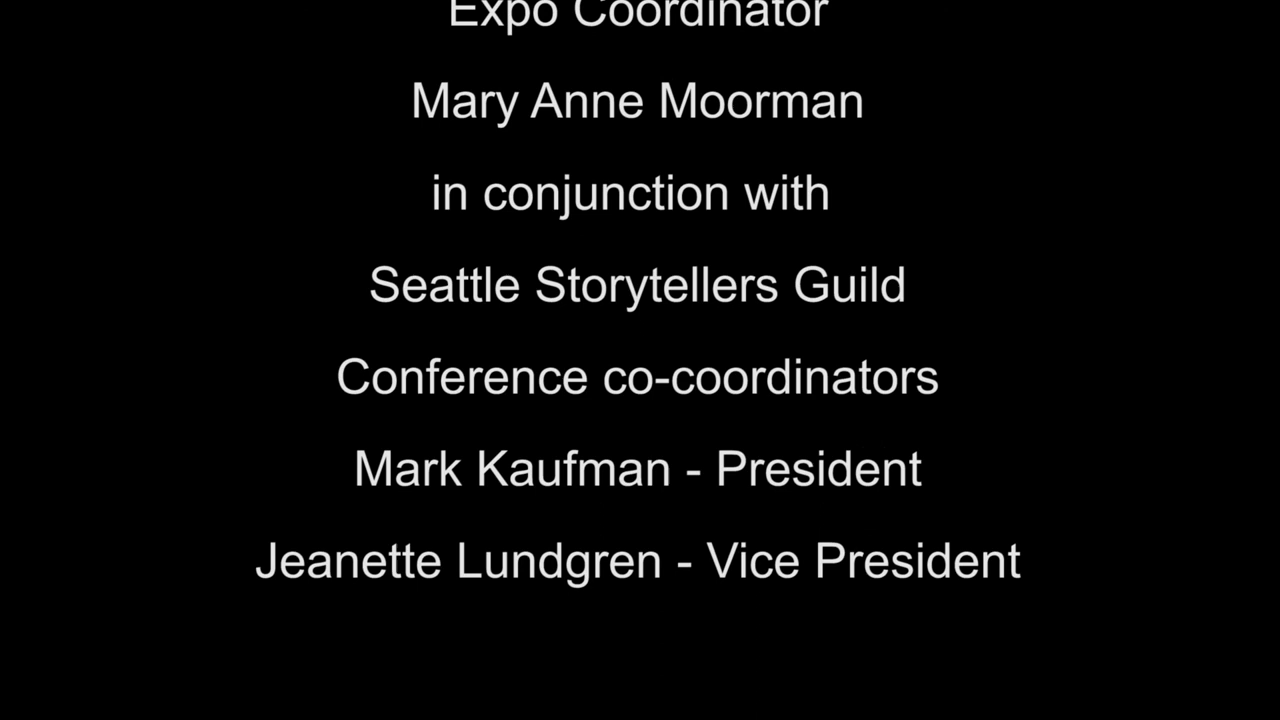 Expo Coordinator
Mary Anne Moorman
in conjunction with
Seattle Storytellers Guild
Conference co-coordinators
Mark Kaufman - President
Jeanette Lundgren - Vice President